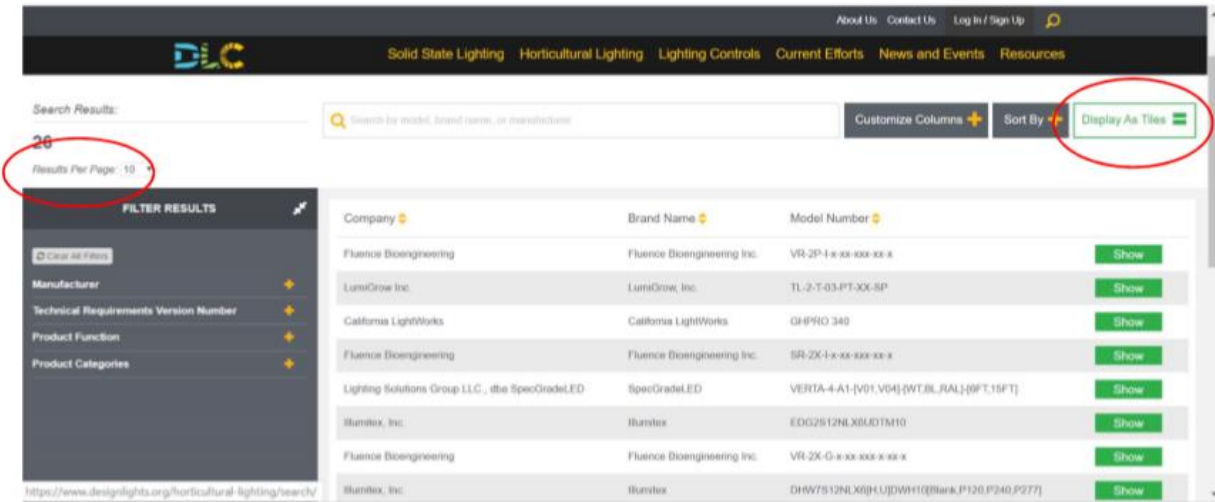 About Us Contact Us Log In / Sign Up
DLC
Solid State Lighting Horticultural Lighting Lighting Controls Current Efforts News and Events Resources
Search Results:
26
Results Per Page: 10
Search by model, brand name, or manufacturer
Customize Columns
Sort By
Display As Tiles
FILTER RESULTS
Clear All Filters
Manufacturer
Technical Requirements Version Number
Product Function
Product Categories
Company Brand Name Model Number
Fluence Bioengineering Fluence Bioengineering Inc. VR-2P-I-x-xx-xxx-xx-x Show
LumiGrow Inc. LumiGrow, Inc. TL-2-T-03-PT-XX-SP Show
California LightWorks California LightWorks GHPRO 340 Show
Fluence Bioengineering Fluence Bioengineering Inc. SR-2X-I-x-xx-xxx-xx-x Show
Lighting Solutions Group LLC., dba SpecGradeLED SpecGradeLED VERTA-4-A1-[V01,V04]-[WT,BL,RAL]-[6FT,15FT] Show
Illumitex, Inc. Illumitex EDG2S12NLX6UDTM10 Show
Fluence Bioengineering Fluence Bioengineering Inc. VR-2X-G-x-xx-xxx-x-xx-x Show
Illumitex, Inc. Illumitex DHW7S12NLX6[H,U]DWH10[Blank,P120,P240,P277] Show
https://www.designlights.org/horticultural-lighting/search/